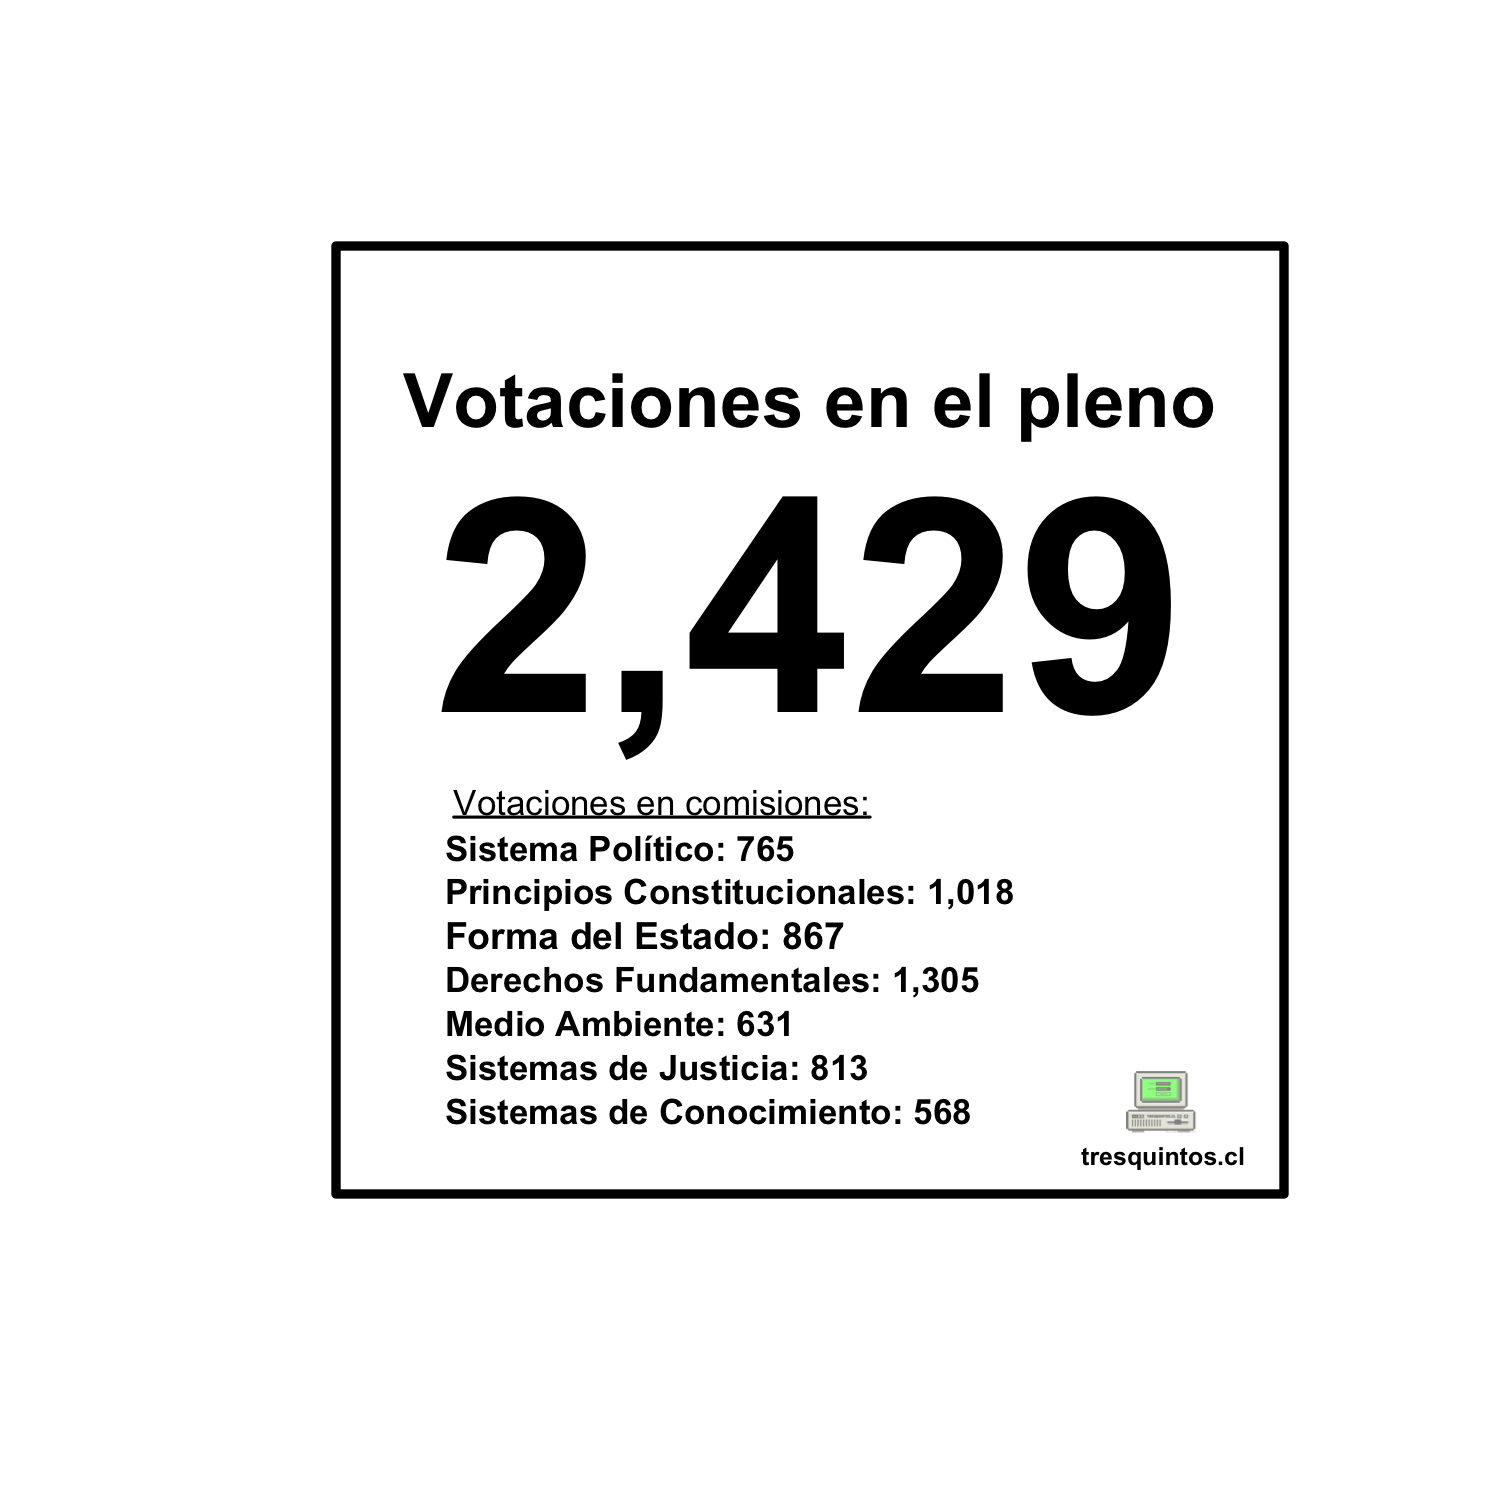 Votaciones en el pleno
2,429
Votaciones en comisiones:
Sistema Político: 765
Principios Constitucionales: 1,018
Forma del Estado: 867
Derechos Fundamentales: 1,305
Medio Ambiente: 631
Sistemas de Justicia: 813
Sistemas de Conocimiento: 568
tresquintos.cl